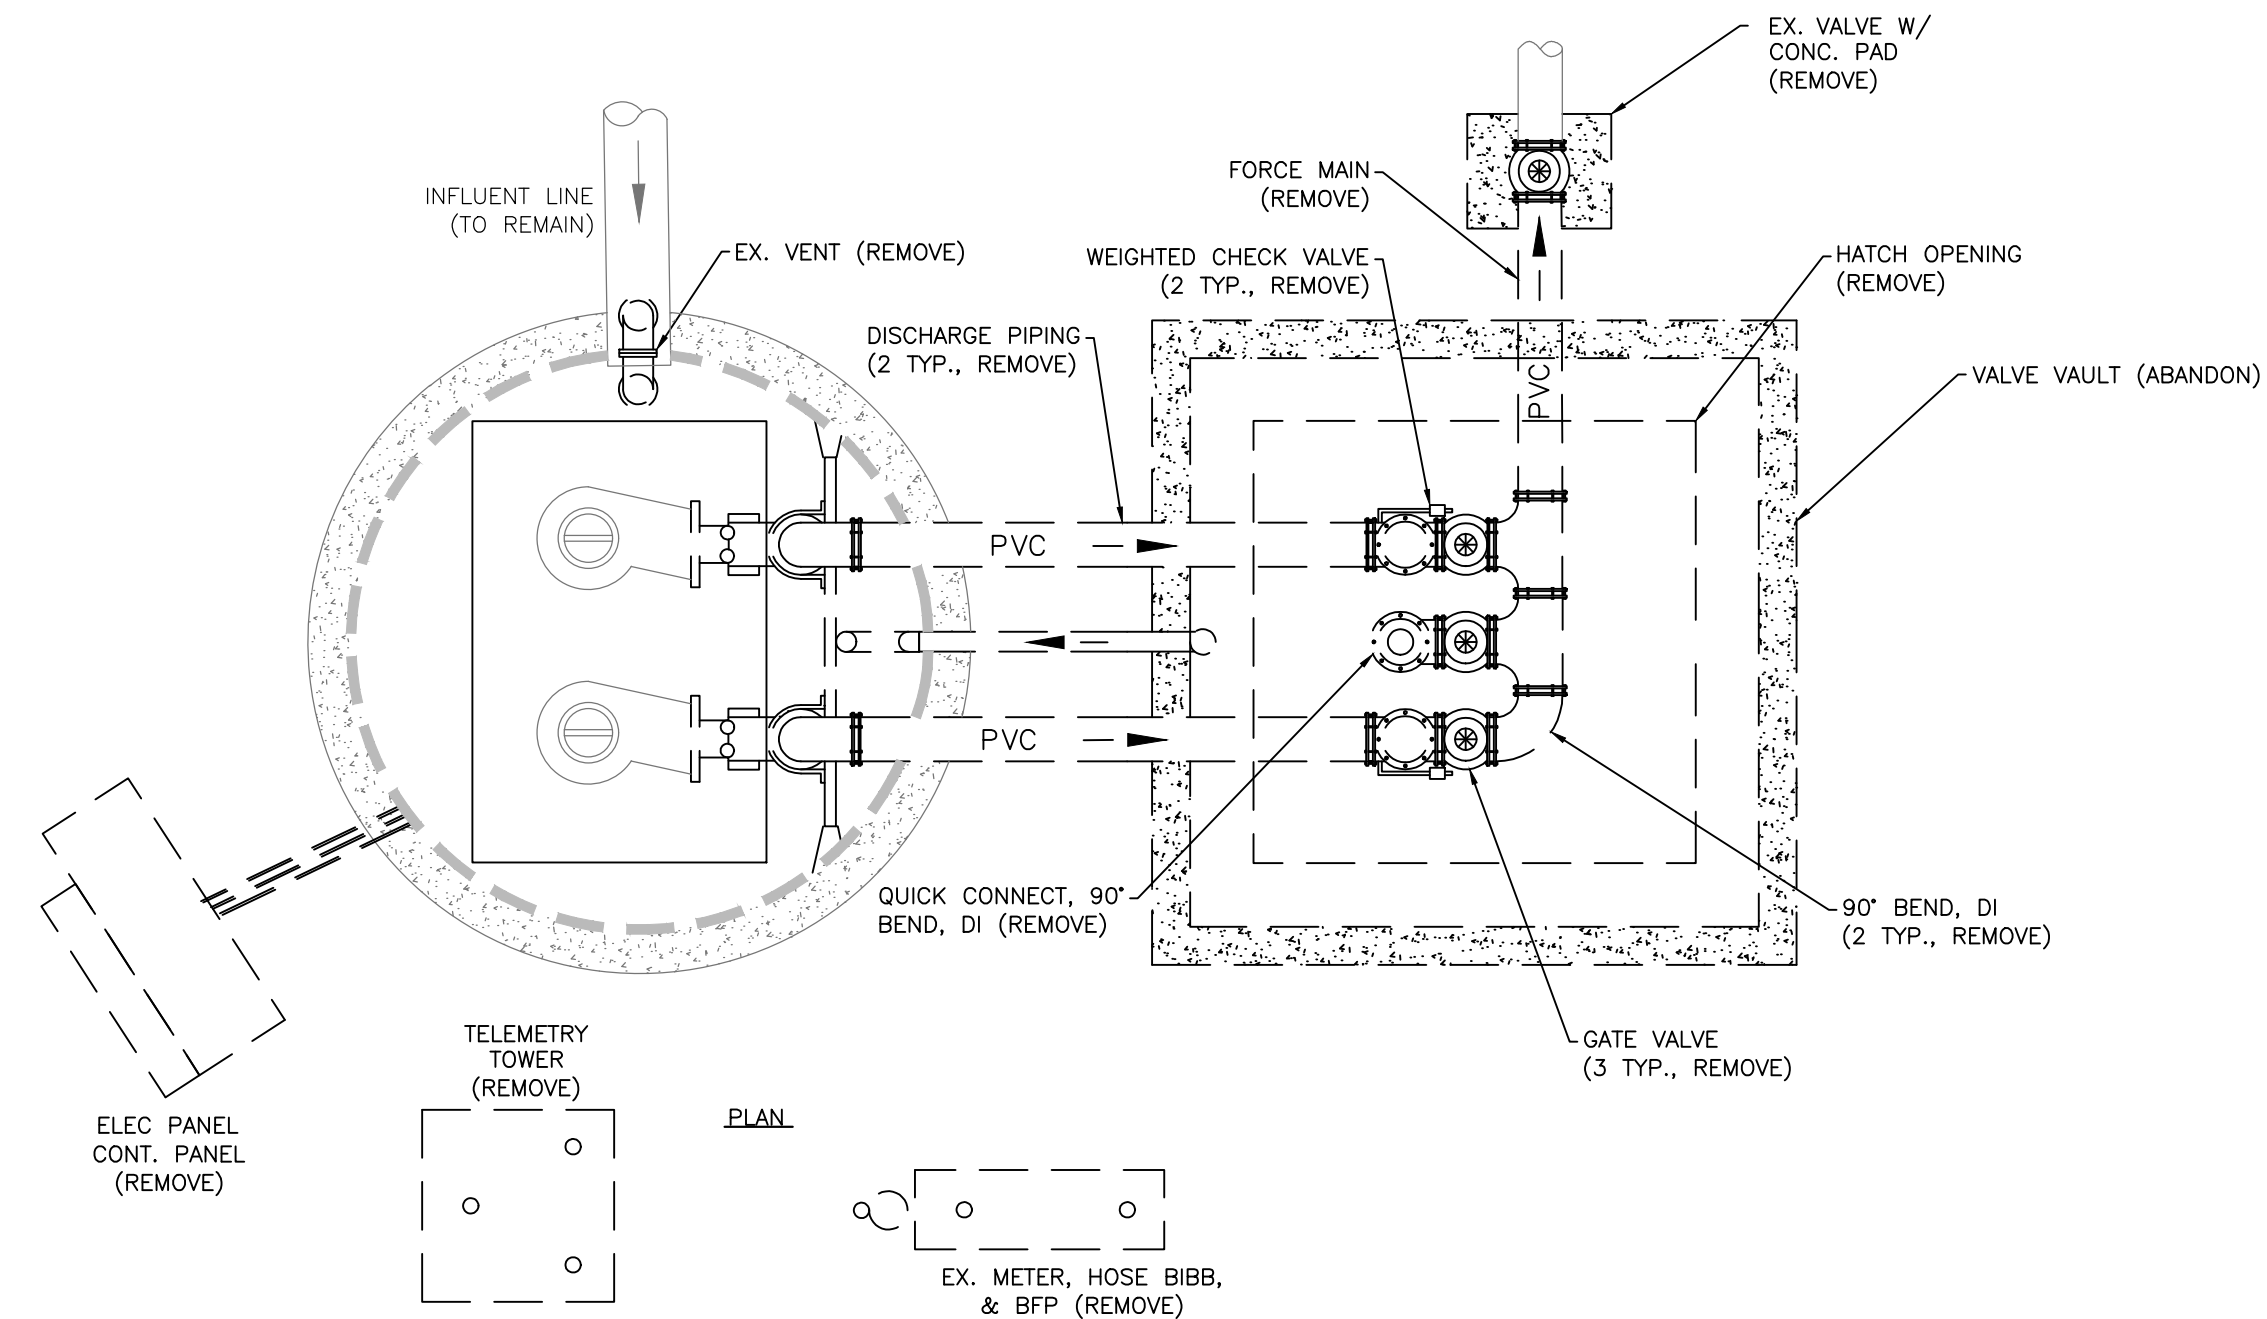 EX. VALVE W/
CONC. PAD
(REMOVE)
FORCE MAIN
(REMOVE)
INFLUENT LINE
(TO REMAIN)
EX. VENT (REMOVE)
WEIGHTED CHECK VALVE
(2 TYP., REMOVE)
HATCH OPENING
(REMOVE)
DISCHARGE PIPING
(2 TYP., REMOVE)
VALVE VAULT (ABANDON)
PVC
PVC
PVC
QUICK CONNECT, 90°
BEND, DI (REMOVE)
90° BEND, DI
(2 TYP., REMOVE)
GATE VALVE
(3 TYP., REMOVE)
TELEMETRY
TOWER
(REMOVE)
PLAN
ELEC PANEL
CONT. PANEL
(REMOVE)
EX. METER, HOSE BIBB,
& BFP (REMOVE)